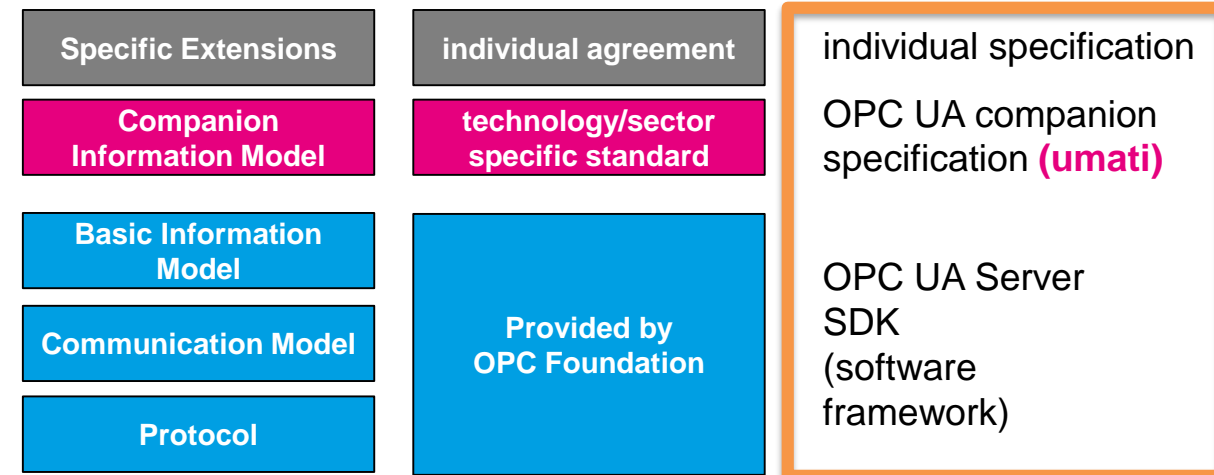 Specific Extensions
individual agreement
individual specification
Companion
Information Model
technology/sector
specific standard
OPC UA companion
specification (umati)
Basic Information
Model
Communication Model
Protocol
Provided by
OPC Foundation
OPC UA Server
SDK
(software
framework)